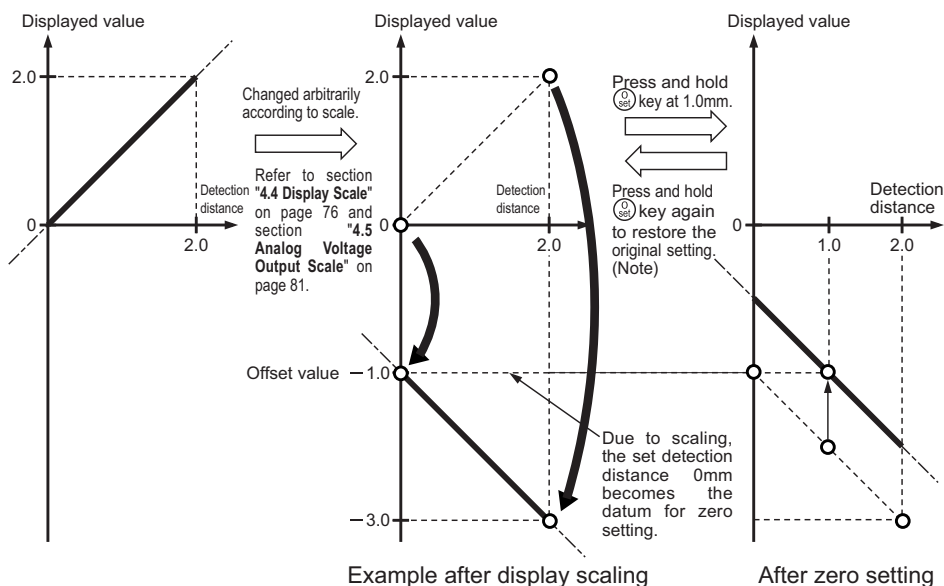 Displayed value
2.0
0
Detection
distance
2.0
Changed arbitrarily
according to scale.
Refer to section
"4.4 Display Scale"
on page 76 and
section "4.5
Analog Voltage
Output Scale" on
page 81.
Displayed value
2.0
0
Detection
distance
2.0
Offset value
−1.0
−3.0
Due to scaling,
the set detection
distance 0mm
becomes the
datum for zero
setting.
Example after display scaling
Press and hold
0 set key at 1.0mm.
Press and hold
0 set key again
to restore the
original setting.
(Note)
Displayed value
0
Detection
distance
1.0 2.0
After zero setting